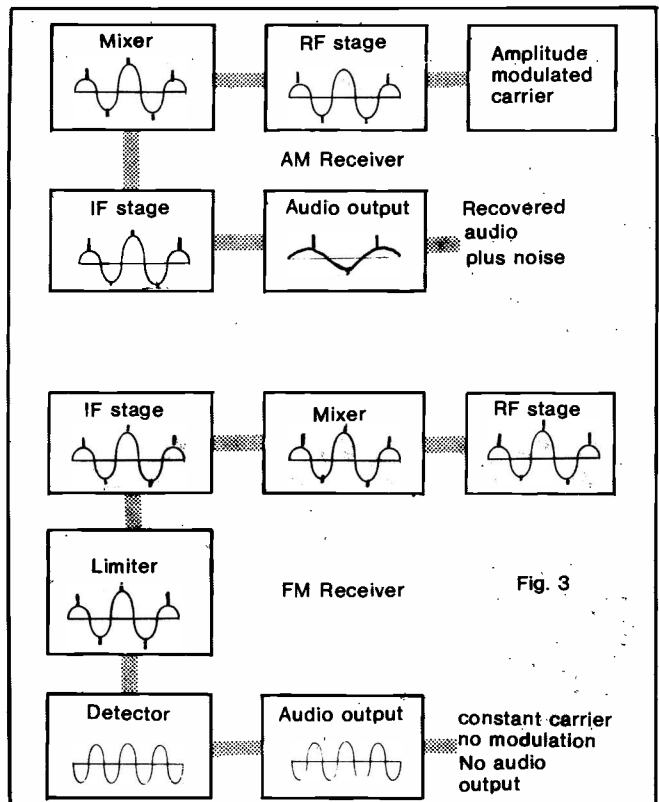 Mixer
RF stage
Amplitude
modulated
carrier
AM Receiver
IF stage
Audio output
Recovered
audio
plus noise
IF stage
Mixer
RF stage
Limiter
FM Receiver
Fig. 3
Detector
Audio output
constant carrier
no modulation
No audio
output